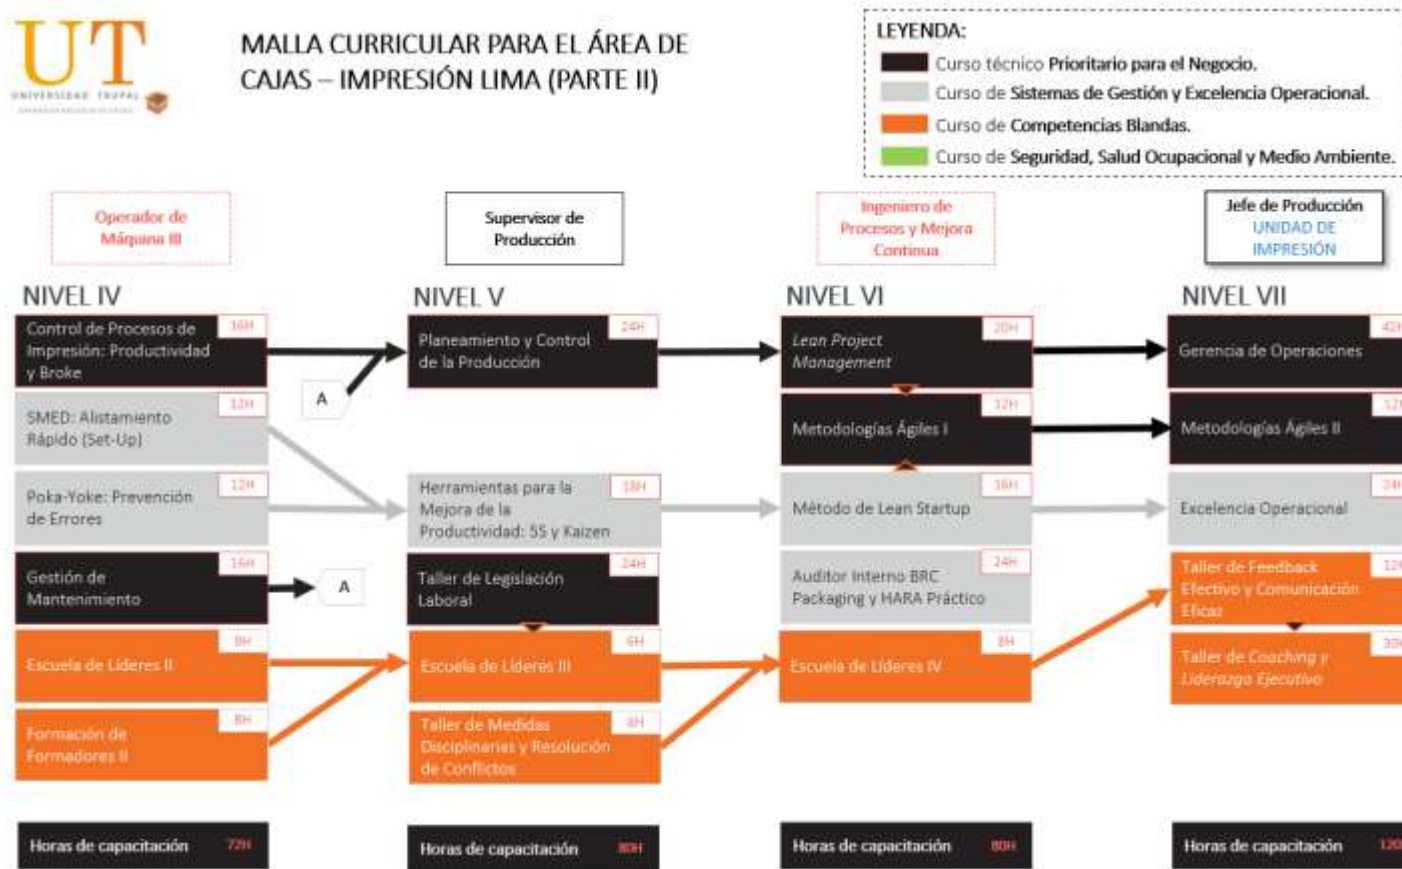 UT
UNIVERSIDAD TRUPAL
MALLA CURRICULAR PARA EL ÁREA DE
CAJAS – IMPRESIÓN LIMA (PARTE II)
LEYENDA:
Curso técnico Prioritario para el Negocio.
Curso de Sistemas de Gestión y Excelencia Operacional.
Curso de Competencias Blandas.
Curso de Seguridad, Salud Ocupacional y Medio Ambiente.
Operador de
Máquina III
NIVEL IV
Control de Procesos de
Impresión: Productividad
y Broke
16H
A
SMED: Alistamiento
Rápido (Set-Up)
12H
Poka-Yoke: Prevención
de Errores
12H
Gestión de
Mantenimiento
16H
A
Escuela de Líderes II
8H
Formación de
Formadores II
8H
Horas de capacitación 72H
Supervisor de
Producción
NIVEL V
Planeamiento y Control
de la Producción
24H
Herramientas para la
Mejora de la
Productividad: 5S y Kaizen
18H
Taller de Legislación
Laboral
24H
Escuela de Líderes III
6H
Taller de Medidas
Disciplinarias y Resolución
de Conflictos
8H
Horas de capacitación 80H
Ingeniero de
Procesos y Mejora
Continua
NIVEL VI
Lean Project
Management
20H
Metodologías Ágiles I
12H
Método de Lean Startup
16H
Auditor Interno BRC
Packaging y HARA Práctico
24H
Escuela de Líderes IV
8H
Horas de capacitación 80H
Jefe de Producción
UNIDAD DE
IMPRESIÓN
NIVEL VII
Gerencia de Operaciones
42H
Metodologías Ágiles II
12H
Excelencia Operacional
24H
Taller de Feedback
Efectivo y Comunicación
Eficaz
12H
Taller de Coaching y
Liderazgo Ejecutivo
30H
Horas de capacitación 120H